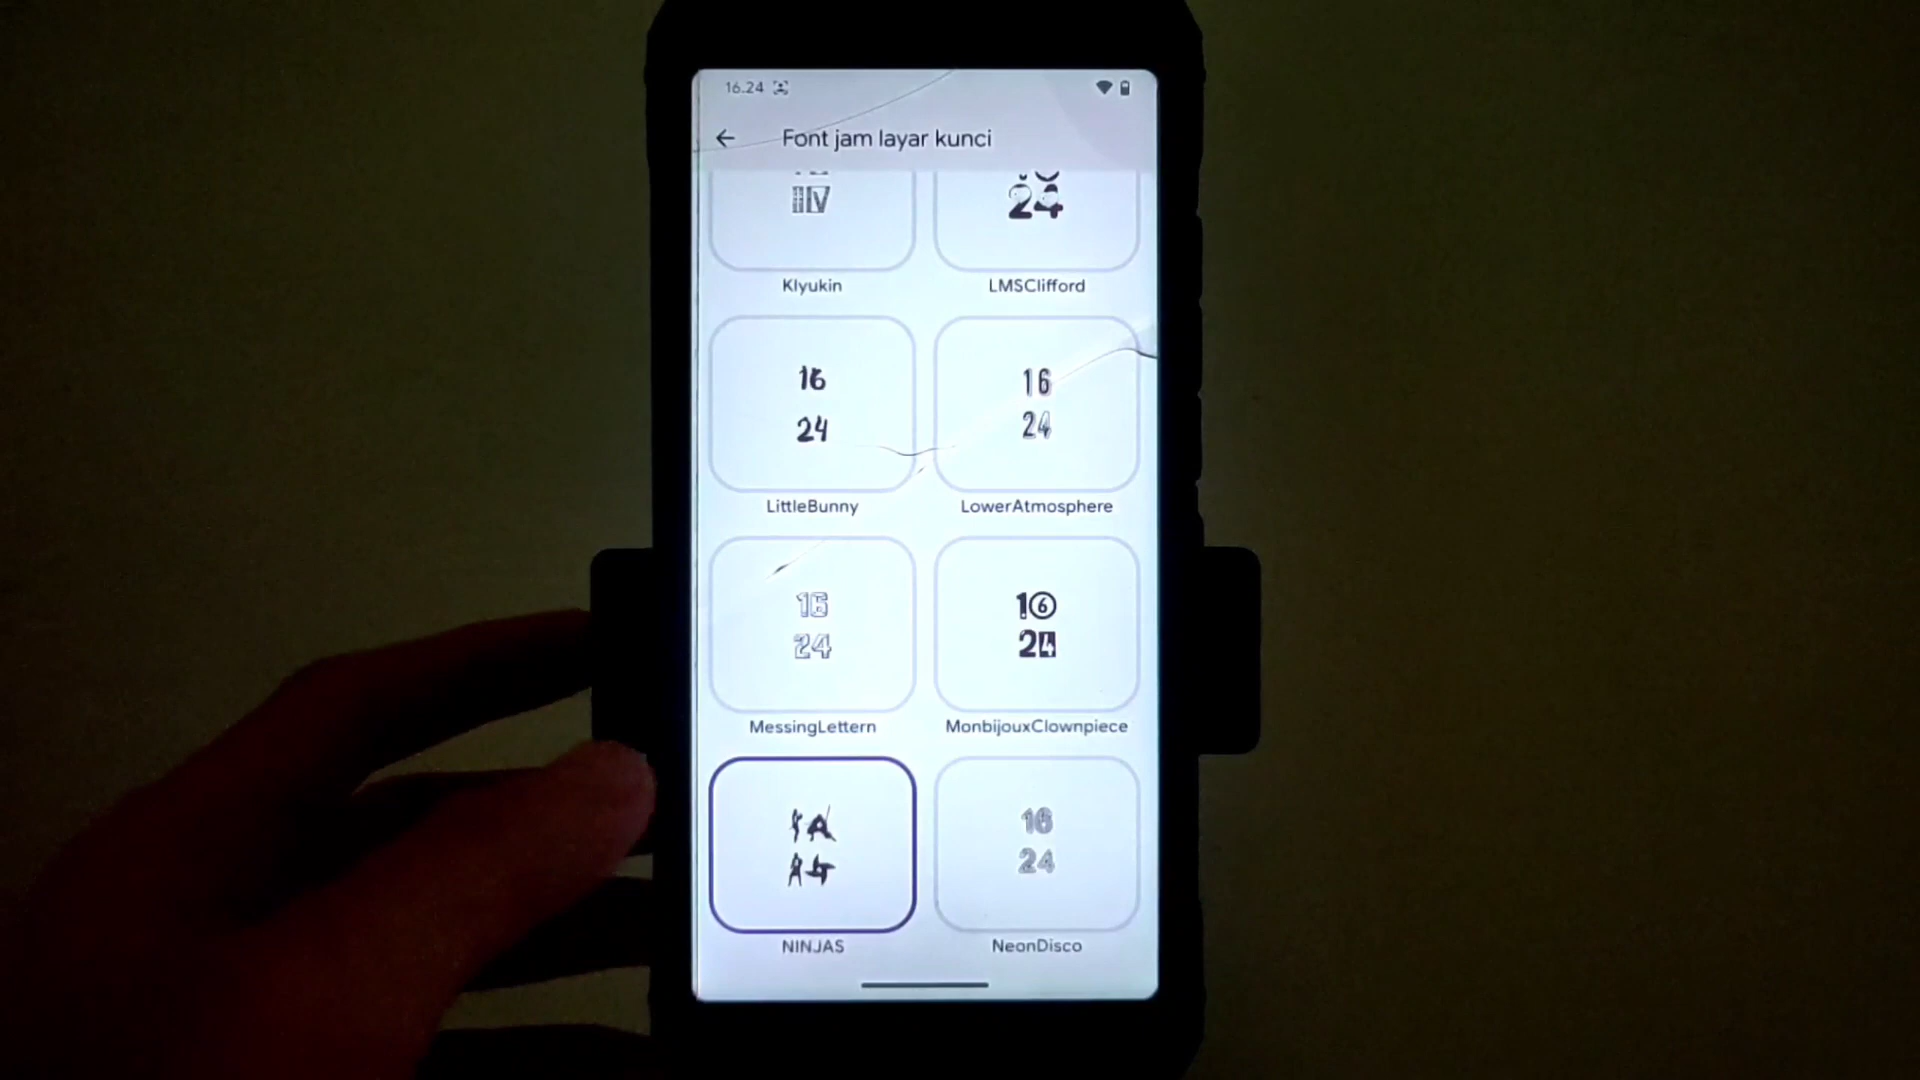 16.24
Font jam layar kunci
24
Klyukin
LMSClifford
16
24
LittleBunny
16
24
LowerAtmosphere
16
24
MessingLettern
16
24
MonbijouxClownpiece
NINJAS
16
24
NeonDisco